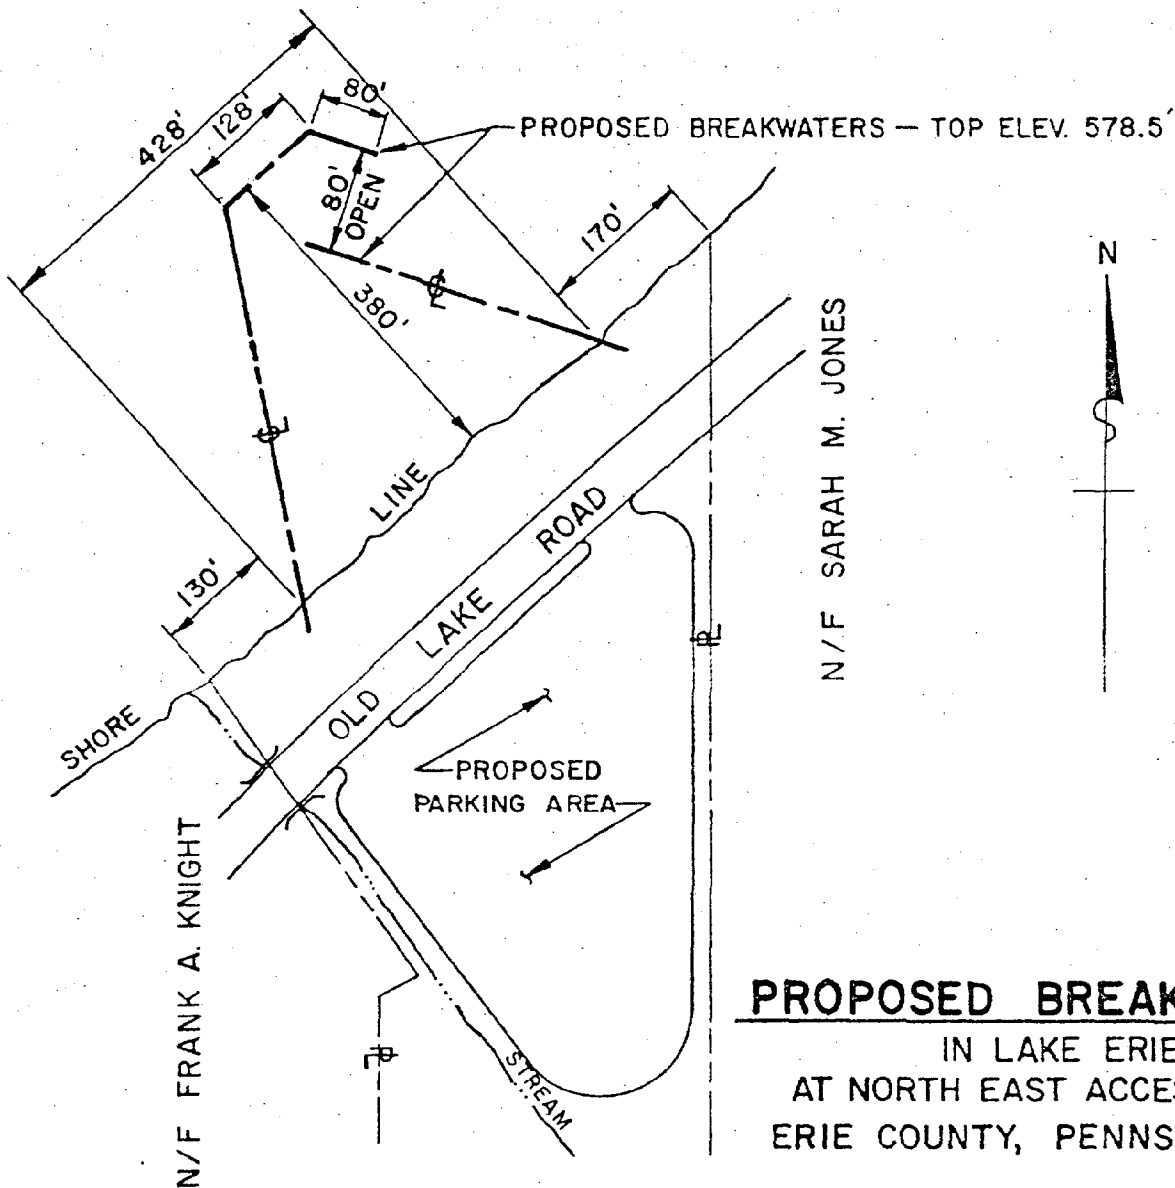 428'
128'
80'
PROPOSED BREAKWATERS — TOP ELEV. 578.5'
80'
OPEN
170'
380'
℄
℄
N
LINE
130'
ROAD
LAKE
OLD
SHORE
N/F SARAH M. JONES
PL
PROPOSED
PARKING AREA
N/F FRANK A. KNIGHT
PL
STREAM
PROPOSED BREAK
IN LAKE ERIE
AT NORTH EAST ACCES
ERIE COUNTY, PENNS